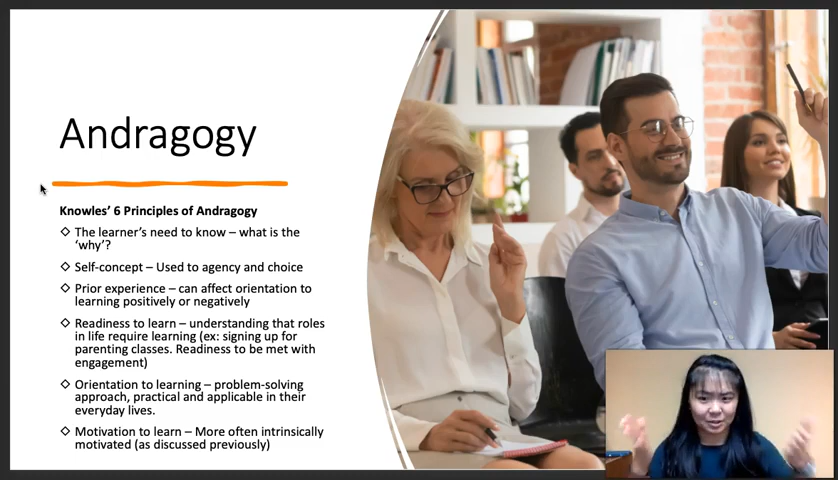 Andragogy
Knowles’ 6 Principles of Andragogy
◇ The learner’s need to know – what is the
‘why’?
◇ Self-concept – Used to agency and choice
◇ Prior experience – can affect orientation to
learning positively or negatively
◇ Readiness to learn – understanding that roles
in life require learning (ex: signing up for
parenting classes. Readiness to be met with
engagement)
◇ Orientation to learning – problem-solving
approach, practical and applicable in their
everyday lives.
◇ Motivation to learn – More often intrinsically
motivated (as discussed previously)